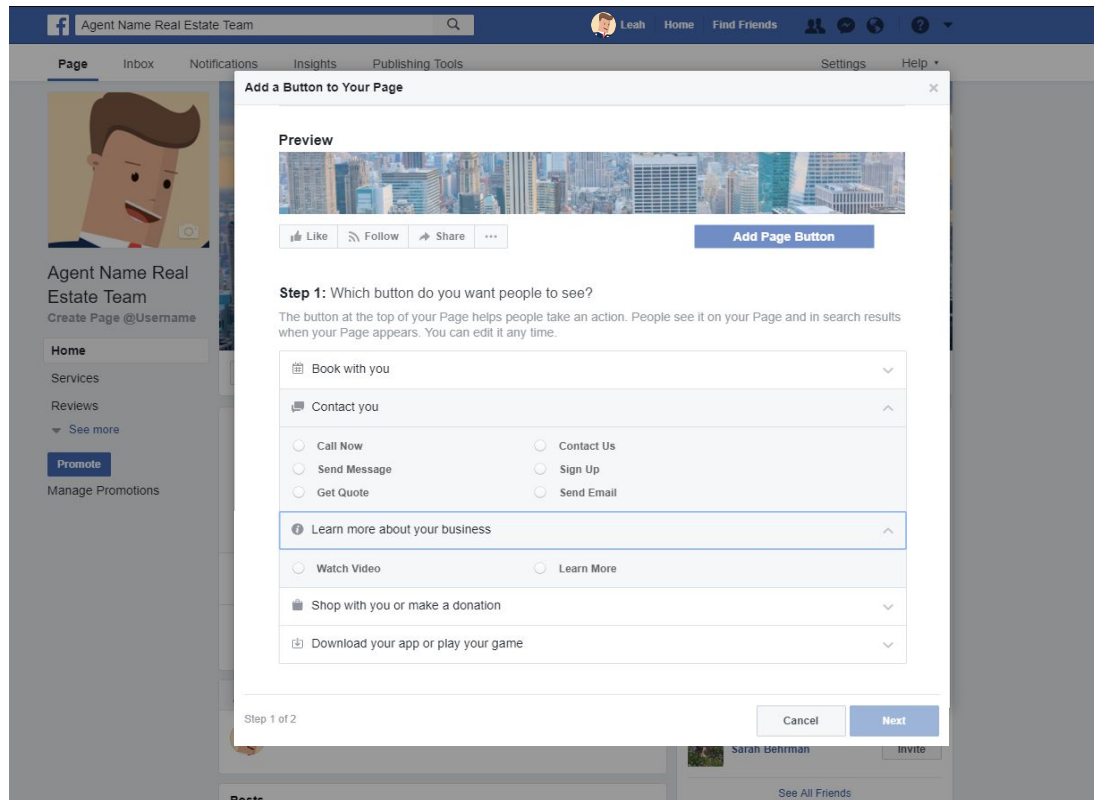 Agent Name Real Estate Team
Leah Home Find Friends
Page Inbox Notifications Insights Publishing Tools Settings Help
Add a Button to Your Page
Preview
Like Follow Share ...
Add Page Button
Agent Name Real
Estate Team
Create Page @Username
Home
Services
Reviews
See more
Promote
Manage Promotions
Step 1: Which button do you want people to see?
The button at the top of your Page helps people take an action. People see it on your Page and in search results
when your Page appears. You can edit it any time.
Book with you
Contact you
Call Now Contact Us
Send Message Sign Up
Get Quote Send Email
Learn more about your business
Watch Video Learn More
Shop with you or make a donation
Download your app or play your game
Step 1 of 2
Cancel Next
Sarah Behrman Invite
See All Friends
Posts